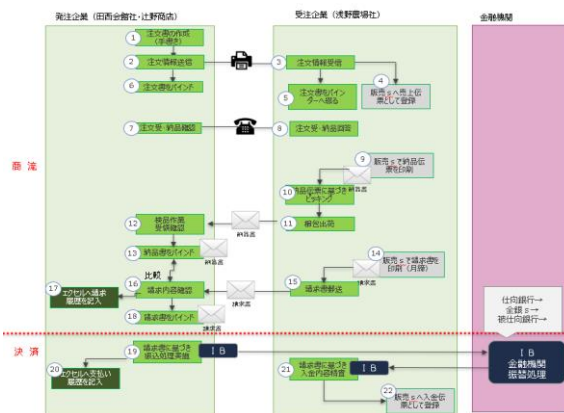 発注企業（田西会館社・辻野商店）
受注企業（浅野農場社）
金融機関
1
注文書の作成
（手書き）
2
注文情報送信
3
注文情報受信
4
販売ｓへ売上伝
票として登録
5
注文書をバイン
ダーへ綴る
6
注文書をバインド
7
注文受・納品確認
8
注文受・納品回答
商 流
9
販売ｓで納品伝
票を印刷
納品書
10
納品伝票に基づき
ピッキング
11
梱包出荷
納品書
12
検品作業、
受領確認
13
納品書をバインド
納品書
14
販売ｓで請求書を
印刷（月締）
請求書
15
請求書郵送
請求書
比較
16
請求内容確認
17
エクセルへ請求
履歴を記入
18
請求書をバインド
請求書
仕向銀行→
全銀ｓ→
被仕向銀行→
決 済
19
請求書に基づき
振込処理実施
ＩＢ
20
エクセルへ支払い
履歴を記入
21
請求書に基づき
入金内容精査
ＩＢ
22
販売ｓへ入金伝
票として登録
ＩＢ
金融機関
振替処理